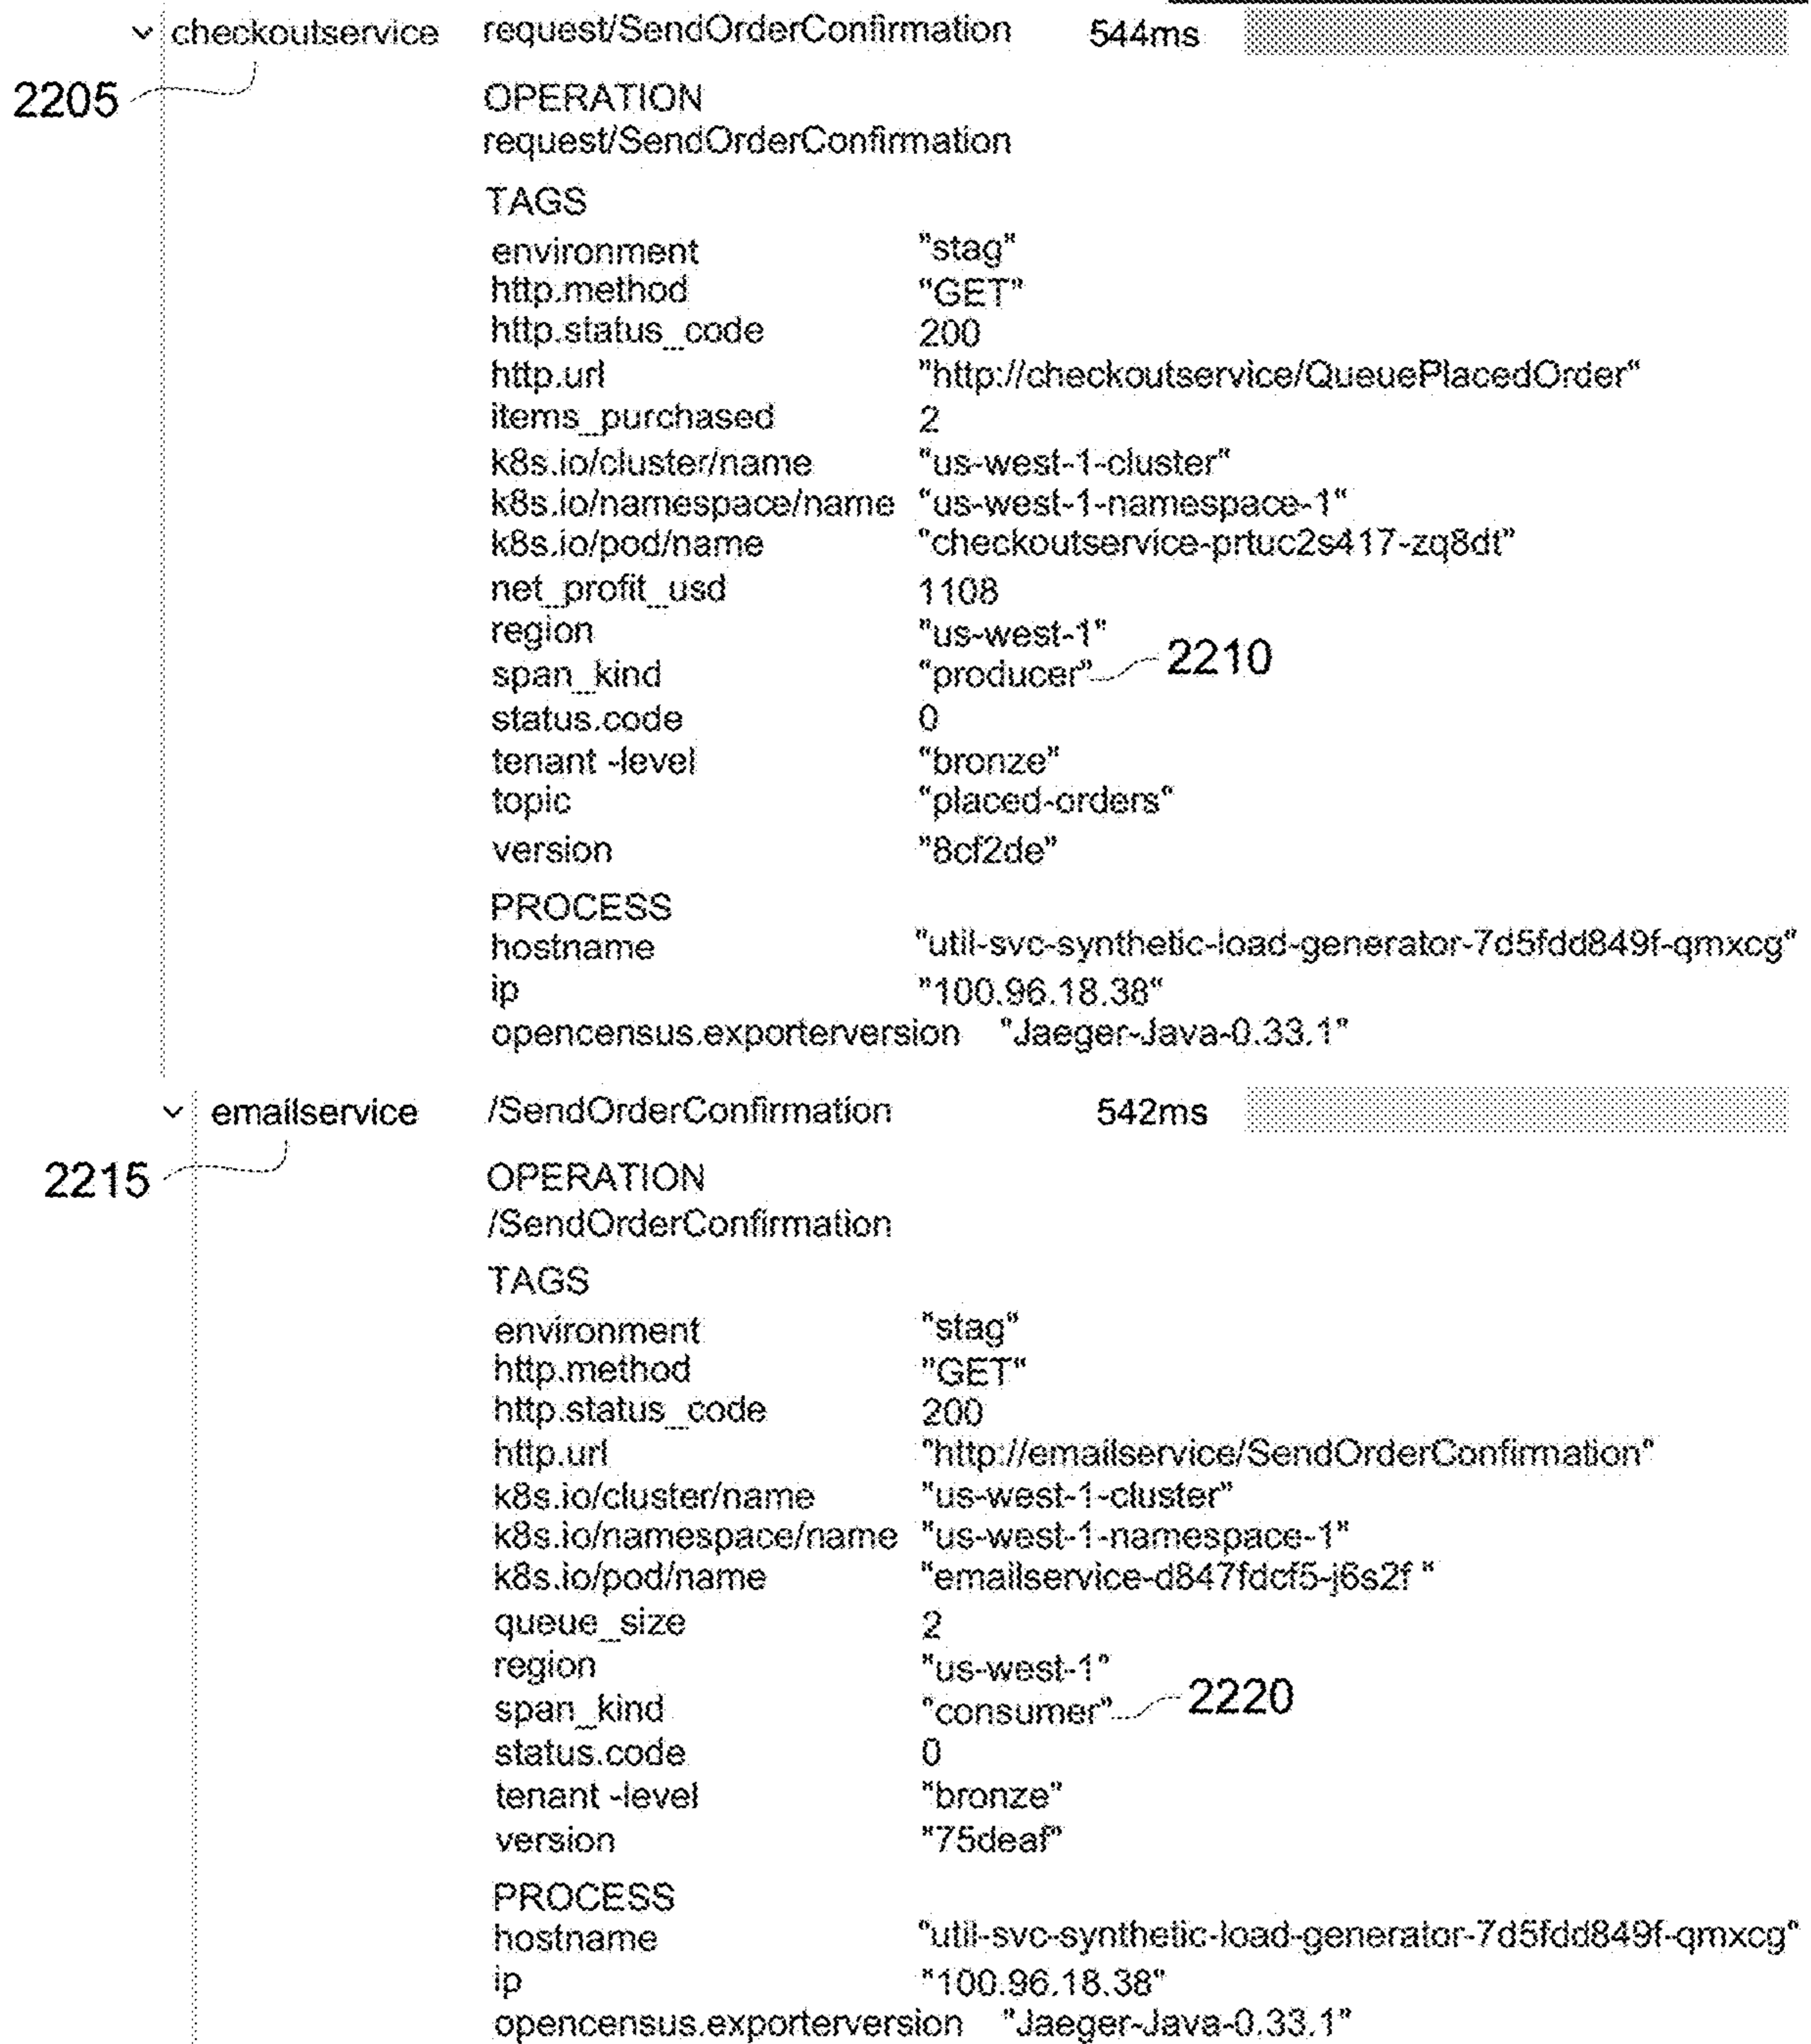 checkoutservice request/SendOrderConfirmation 544ms
2205
OPERATION
request/SendOrderConfirmation
TAGS
environment "stag"
http.method "GET"
http.status_code 200
http.url "http://checkoutservice/QueuePlacedOrder"
items_purchased 2
k8s.io/cluster/name "us-west-1-cluster"
k8s.io/namespace/name "us-west-1-namespace-1"
k8s.io/pod/name "checkoutservice-prtuc2s417-zq8dt"
net_profit_usd 1108
region "us-west-1"
span_kind "producer" 2210
status.code 0
tenant -level "bronze"
topic "placed-orders"
version "8cf2de"
PROCESS
hostname "util-svc-synthetic-load-generator-7d5fdd849f-qmxcg"
ip "100.96.18.38"
opencensus.exporterversion "Jaeger-Java-0.33.1"
emailservice /SendOrderConfirmation 542ms
2215
OPERATION
/SendOrderConfirmation
TAGS
environment "stag"
http.method "GET"
http.status_code 200
http.url "http://emailservice/SendOrderConfirmation"
k8s.io/cluster/name "us-west-1-cluster"
k8s.io/namespace/name "us-west-1-namespace-1"
k8s.io/pod/name "emailservice-d847fdcf5-j6s2f "
queue_size 2
region "us-west-1"
span_kind "consumer" 2220
status.code 0
tenant -level "bronze"
version "75deaf"
PROCESS
hostname "util-svc-synthetic-load-generator-7d5fdd849f-qmxcg"
ip "100.96.18.38"
opencensus.exporterversion "Jaeger-Java-0.33.1"